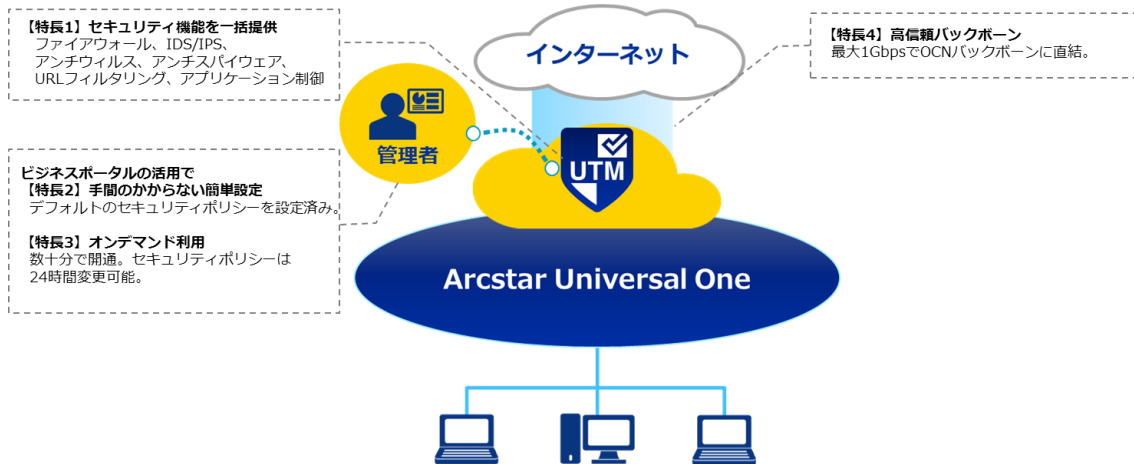 【特長1】セキュリティ機能を一括提供
ファイアウォール、IDS/IPS、
アンチウィルス、アンチスパイウェア、
URLフィルタリング、アプリケーション制御
インターネット
【特長4】高信頼バックボーン
最大1GbpsでOCNバックボーンに直結。
管理者
UTM
ビジネスポータルの活用で
【特長2】手間のかからない簡単設定
デフォルトのセキュリティポリシーを設定済み。
【特長3】オンデマンド利用
数十分で開通。セキュリティポリシーは
24時間変更可能。
Arcstar Universal One